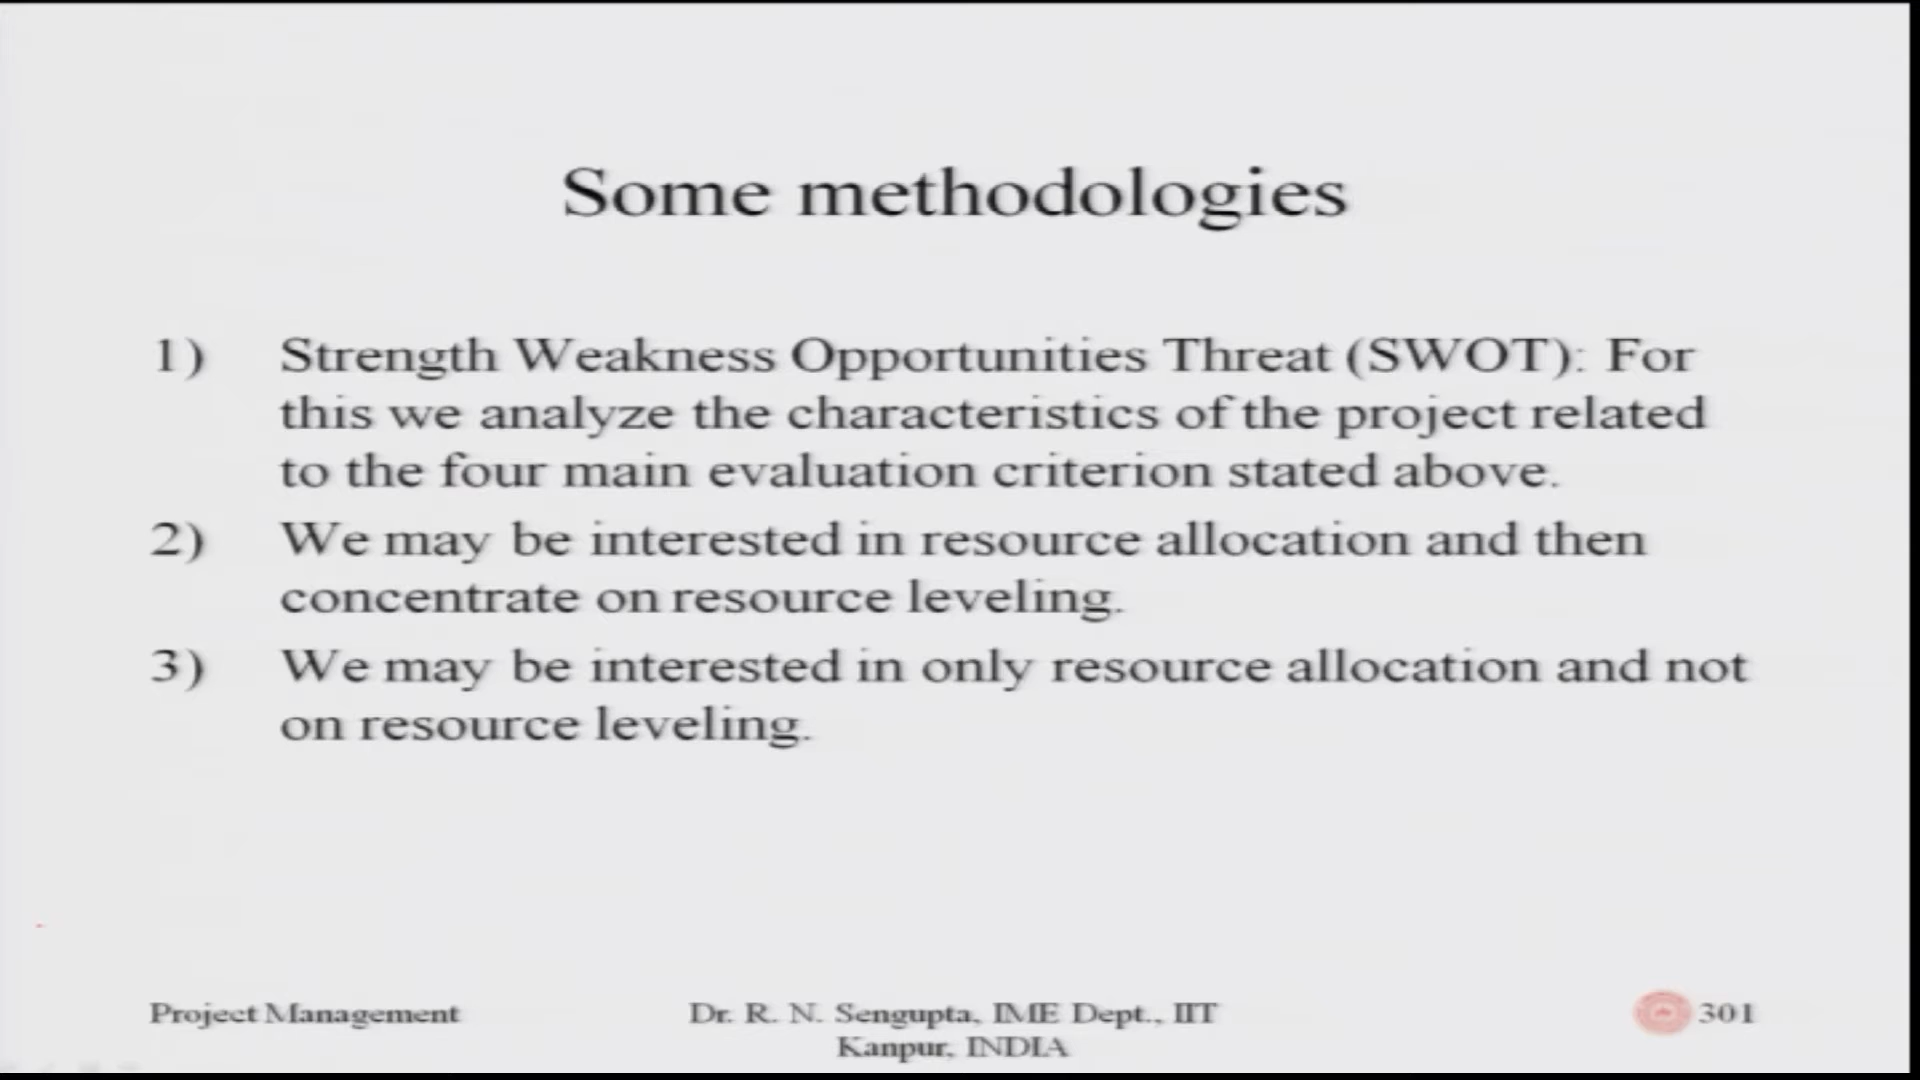 Some methodologies
1) Strength Weakness Opportunities Threat (SWOT): For
this we analyze the characteristics of the project related
to the four main evaluation criterion stated above.
2) We may be interested in resource allocation and then
concentrate on resource leveling.
3) We may be interested in only resource allocation and not
on resource leveling.
Project Management
Dr. R. N. Sengupta, IME Dept., IIT
Kanpur, INDIA
301